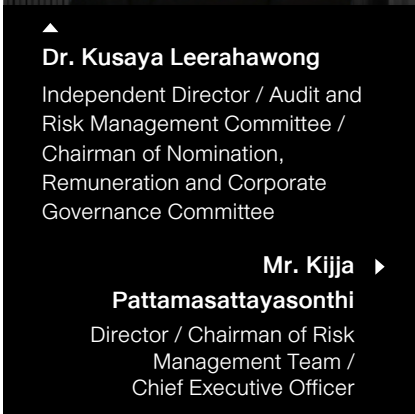 Dr. Kusaya Leerahawong
Independent Director / Audit and
Risk Management Committee /
Chairman of Nomination,
Remuneration and Corporate
Governance Committee
Mr. Kijja
Pattamasattayasonthi
Director / Chairman of Risk
Management Team /
Chief Executive Officer